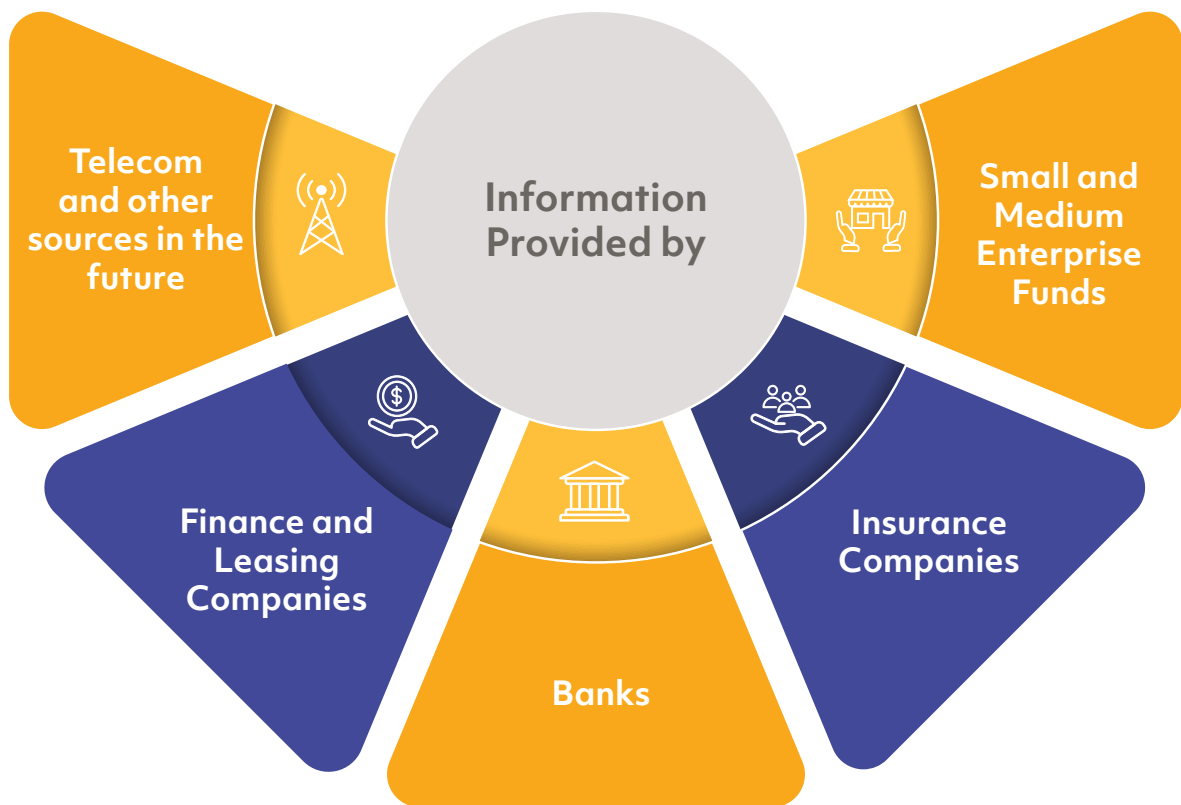 Information
Provided by
Telecom
and other
sources in the
future
Finance and
Leasing
Companies
$
Banks
Insurance
Companies
Small and
Medium
Enterprise
Funds